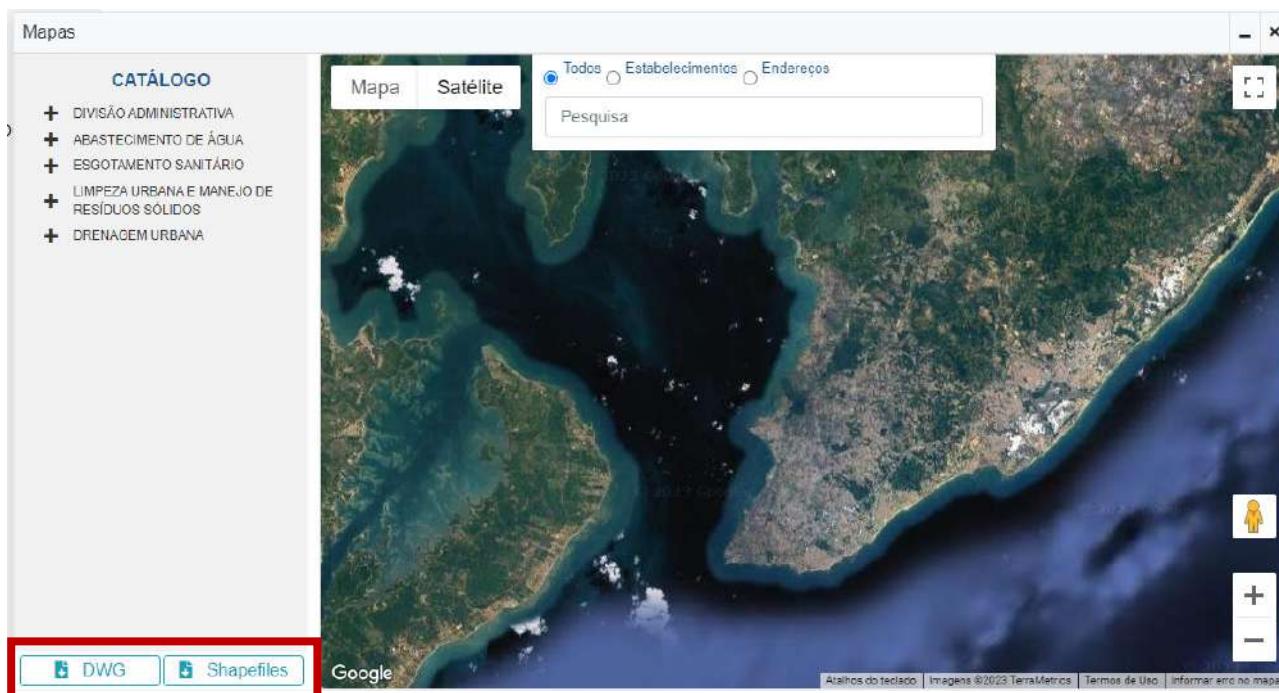 Mapas
CATÁLOGO
DIVISÃO ADMINISTRATIVA
ABASTECIMENTO DE ÁGUA
ESGOTAMENTO SANITÁRIO
LIMPEZA URBANA E MANEJO DE
RESÍDUOS SÓLIDOS
DRENAGEM URBANA
DWG
Shapefiles
Mapa
Satélite
Todos
Estabelecimentos
Endereços
Pesquisa
Google
Atalhos do teclado
Imagens ©2023 TerraMetrics
Termos de Uso
Informar erro no mapa